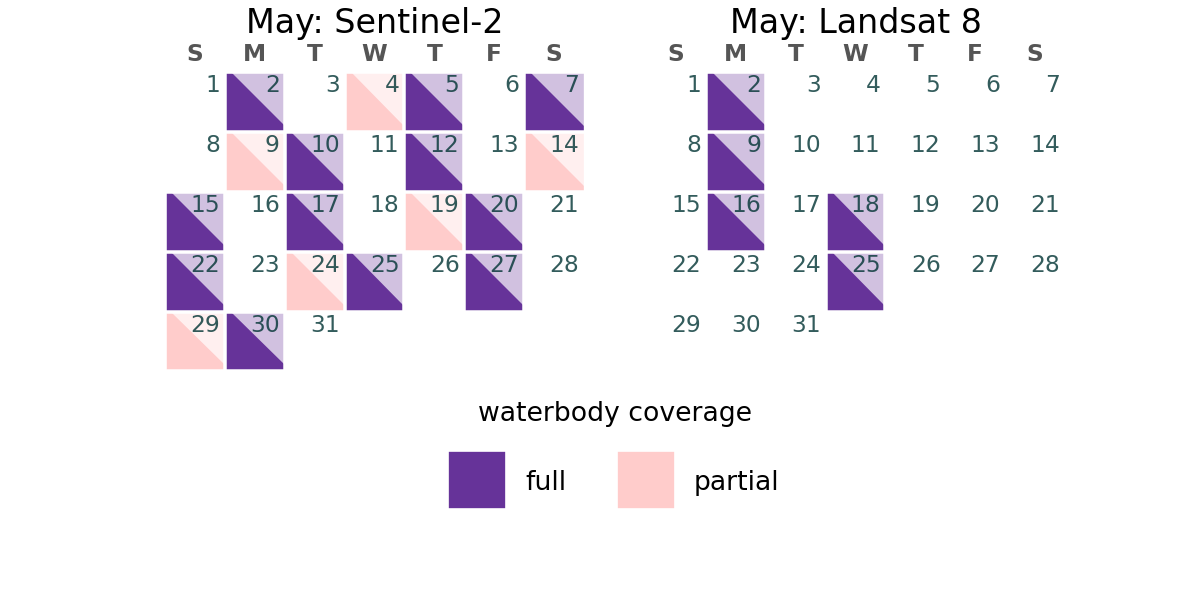 May: Sentinel-2 May: Landsat 8
S M T W T F S S M T W T F S
1 2 3 4 5 6 7 1 2 3 4 5 6 7
8 9 10 11 12 13 14 8 9 10 11 12 13 14
15 16 17 18 19 20 21 15 16 17 18 19 20 21
22 23 24 25 26 27 28 22 23 24 25 26 27 28
29 30 31 29 30 31
waterbody coverage
full partial